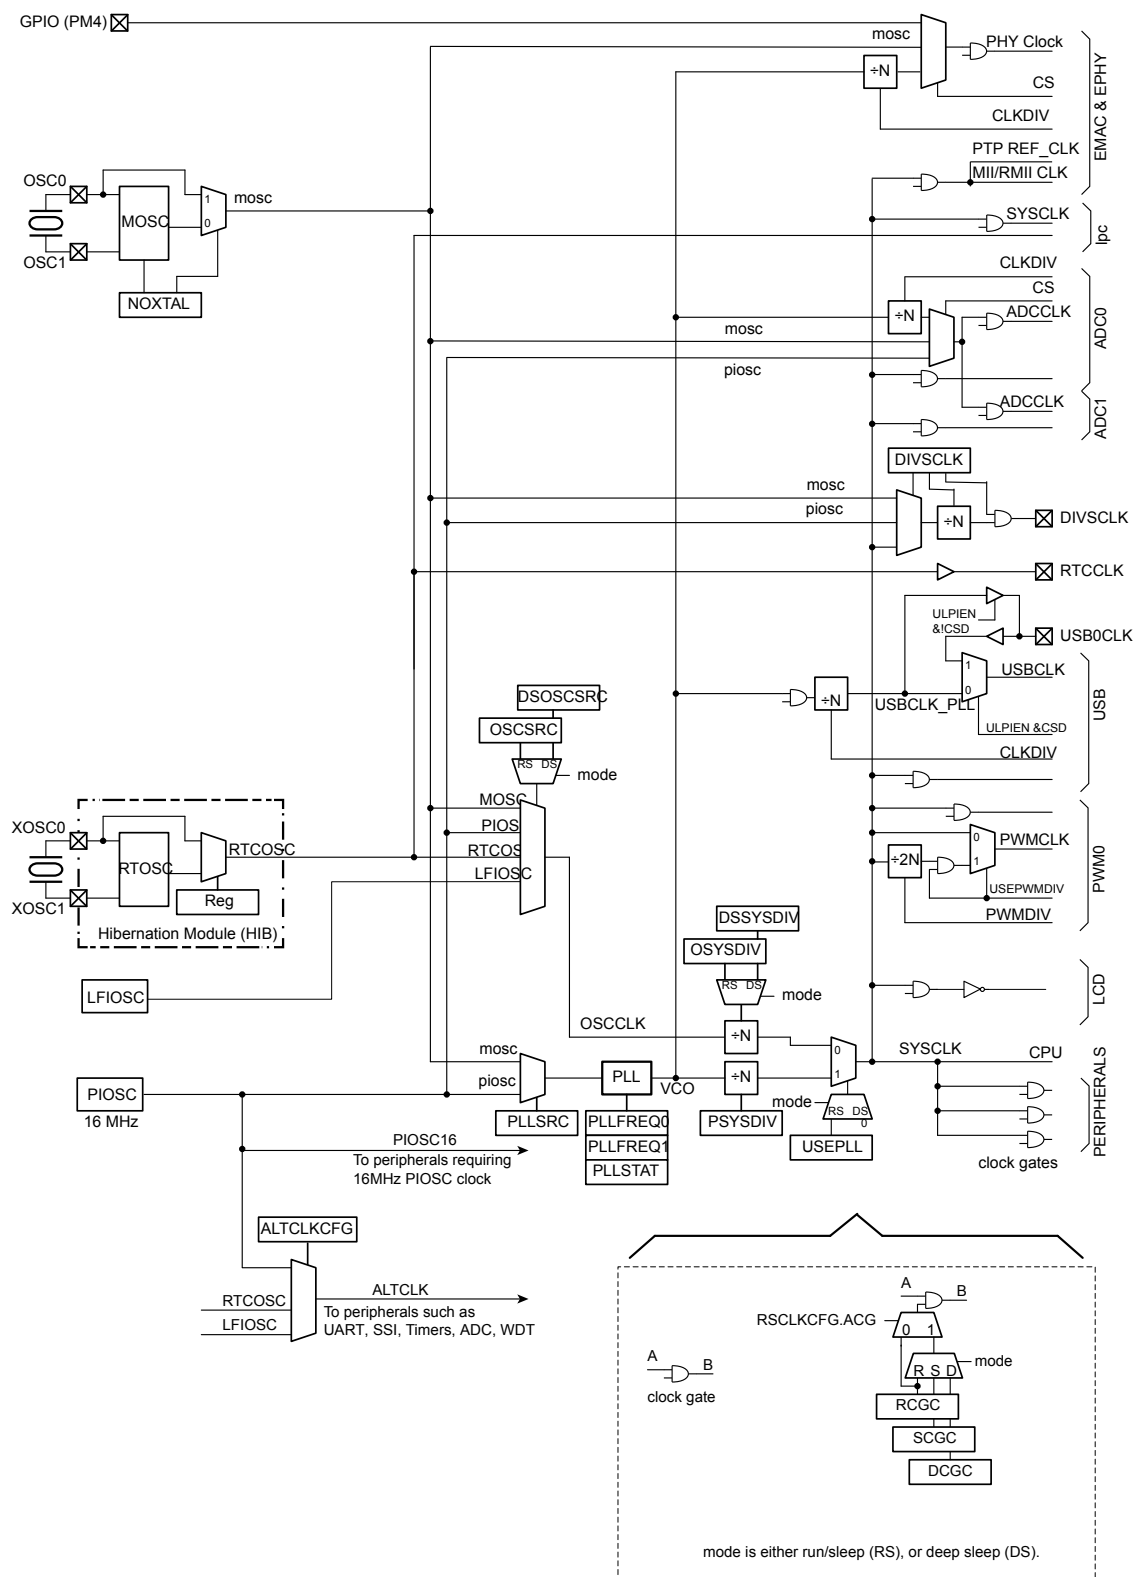 GPIO (PM4)
mosc
PHY Clock
÷N
CS
CLKDIV
EMAC & EPHY
PTP REF_CLK
MII/RMII CLK
OSC0
MOSC
1
0
mosc
OSC1
NOXTAL
SYSCLK
lpc
CLKDIV
CS
÷N
ADCCLK
mosc
piosc
ADC0
ADCCLK
ADC1
DIVSCLK
mosc
piosc
÷N
DIVSCLK
RTCCLK
ULPIEN
&!CSD
USB0CLK
1
0
USBCLK
÷N
USBCLK_PLL
ULPIEN &CSD
CLKDIV
USB
DSOSCSRC
OSCSRC
RS DS
mode
MOSC
PIOS
RTCOS
LFIOSC
XOSC0
RTOSC
RTCOSC
Reg
XOSC1
Hibernation Module (HIB)
0
1
PWMCLK
÷2N
USEPWMDIV
PWMDIV
PWM0
LFIOSC
DSSYSDIV
OSYSDIV
RS DS
mode
LCD
OSCCLK
÷N
mosc
piosc
PLL
VCO
÷N
0
1
SYSCLK
CPU
PIOSC
16 MHz
PLLSRC
PLLFREQ0
PLLFREQ1
PLLSTAT
PSYSDIV
mode
RS DS
0
USEPLL
PERIPHERALS
clock gates
PIOSC16
To peripherals requiring
16MHz PIOSC clock
ALTCLKCFG
RTCOSC
LFIOSC
ALTCLK
To peripherals such as
UART, SSI, Timers, ADC, WDT
A
B
RSCLKCFG.ACG
0 1
mode
R S D
RCGC
SCGC
DCGC
A
B
clock gate
mode is either run/sleep (RS), or deep sleep (DS).